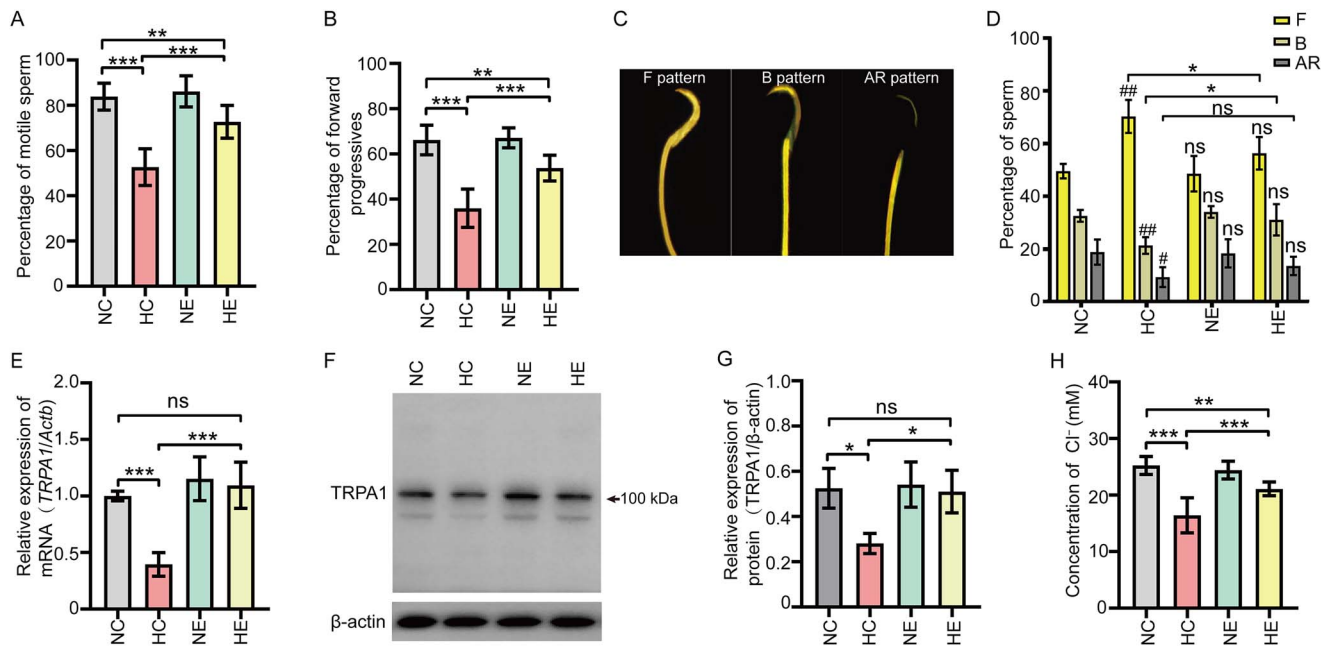 A
Percentage of motile sperm
100
80
60
40
20
0
**
*** ***
NC HC NE HE
B
Percentage of forward
progressives
100
80
60
40
20
0
**
*** ***
NC HC NE HE
C
F pattern B pattern AR pattern
D
F
B
AR
Percentage of sperm
80
60
40
20
0
*
*
ns
##
##
#
ns
ns
ns
ns
ns
ns
NC HC NE HE
E
Relative expression of
mRNA(TRPA1/Actb)
2.0
1.5
1.0
0.5
0
ns
***
***
NC HC NE HE
F
NC HC NE HE
TRPA1
100 kDa
β-actin
G
Relative expression of
protein(TRPA1/β-actin)
1.0
0.8
0.6
0.4
0.2
0
ns
* *
NC HC NE HE
H
Concentration of Cl⁻ (mM)
40
30
20
10
0
**
*** ***
NC HC NE HE